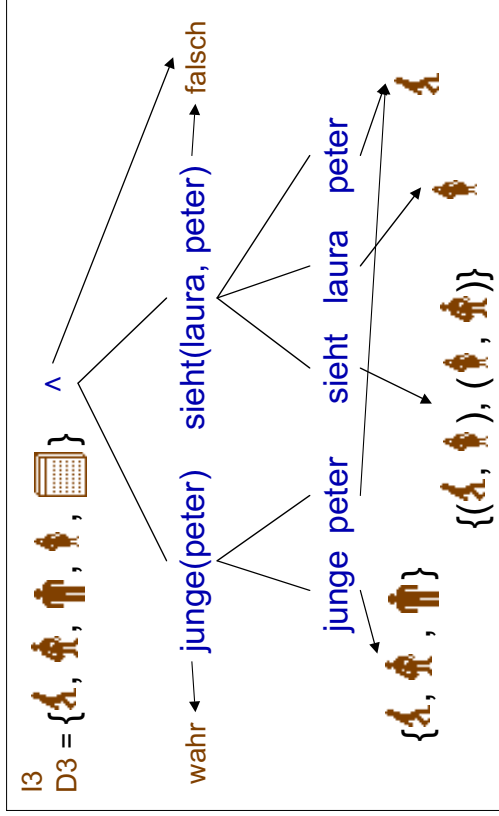 I3
D3 = { , , , , }
∧
wahr junge(peter) sieht(laura, peter) falsch
junge peter sieht laura peter
{ , , } {( , ), ( , )}